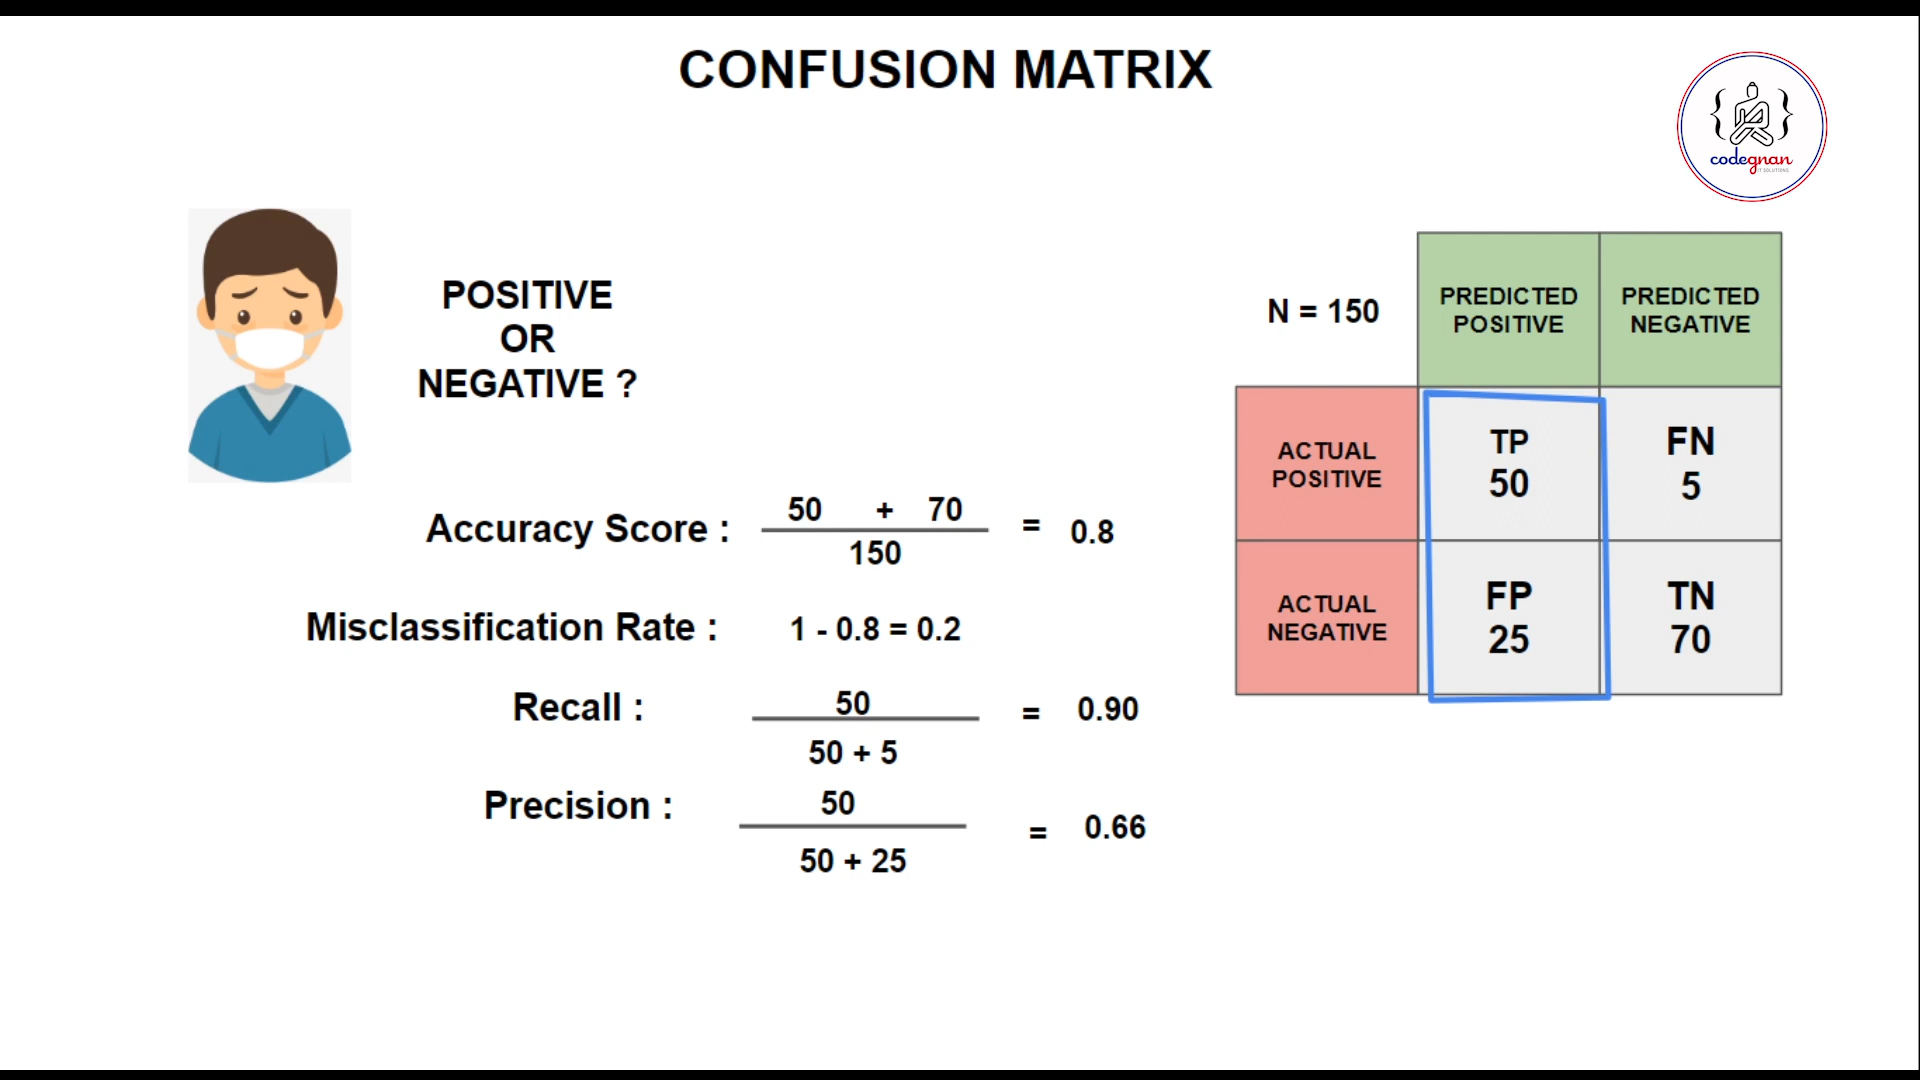 CONFUSION MATRIX
codegnan
IT SOLUTIONS
POSITIVE
OR
NEGATIVE ?
N = 150
PREDICTED
POSITIVE
PREDICTED
NEGATIVE
ACTUAL
POSITIVE
TP
50
FN
5
ACTUAL
NEGATIVE
FP
25
TN
70
Accuracy Score : 50 + 70 = 0.8
150
Misclassification Rate : 1 - 0.8 = 0.2
Recall : 50 = 0.90
50 + 5
Precision : 50 = 0.66
50 + 25